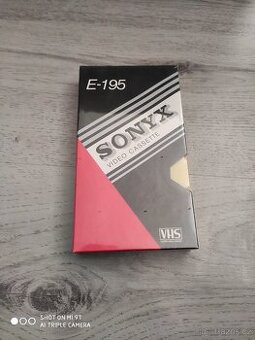 E-195
SONYX
VIDEO CASSETTE
VHS
SHOT ON MI 9T
AI TRIPLE CAMERA